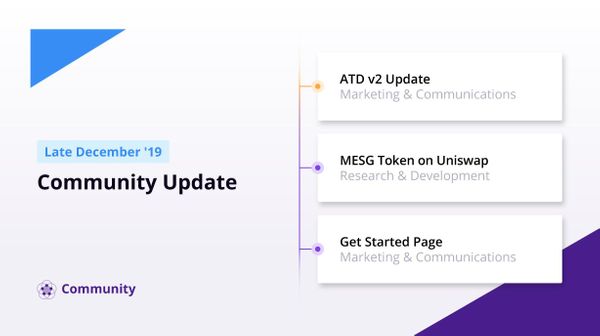 Late December '19
Community Update
Community
ATD v2 Update
Marketing & Communications
MESG Token on Uniswap
Research & Development
Get Started Page
Marketing & Communications